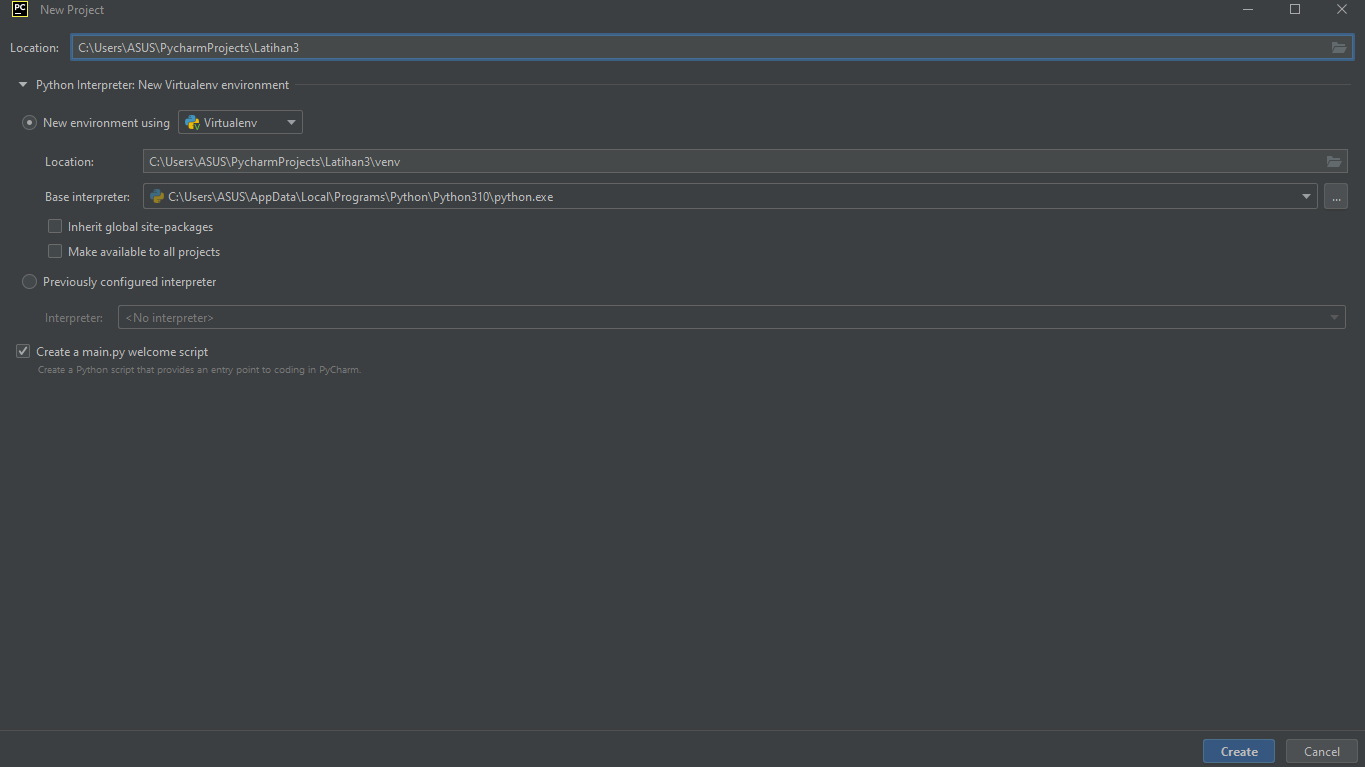 PC New Project
Location: C:\Users\ASUS\PycharmProjects\Latihan3
Python Interpreter: New Virtualenv environment
New environment using Virtualenv
Location: C:\Users\ASUS\PycharmProjects\Latihan3\venv
Base interpreter: C:\Users\ASUS\AppData\Local\Programs\Python\Python310\python.exe ...
Inherit global site-packages
Make available to all projects
Previously configured interpreter
Interpreter: <No interpreter>
Create a main.py welcome script
Create a Python script that provides an entry point to coding in PyCharm.
Create Cancel